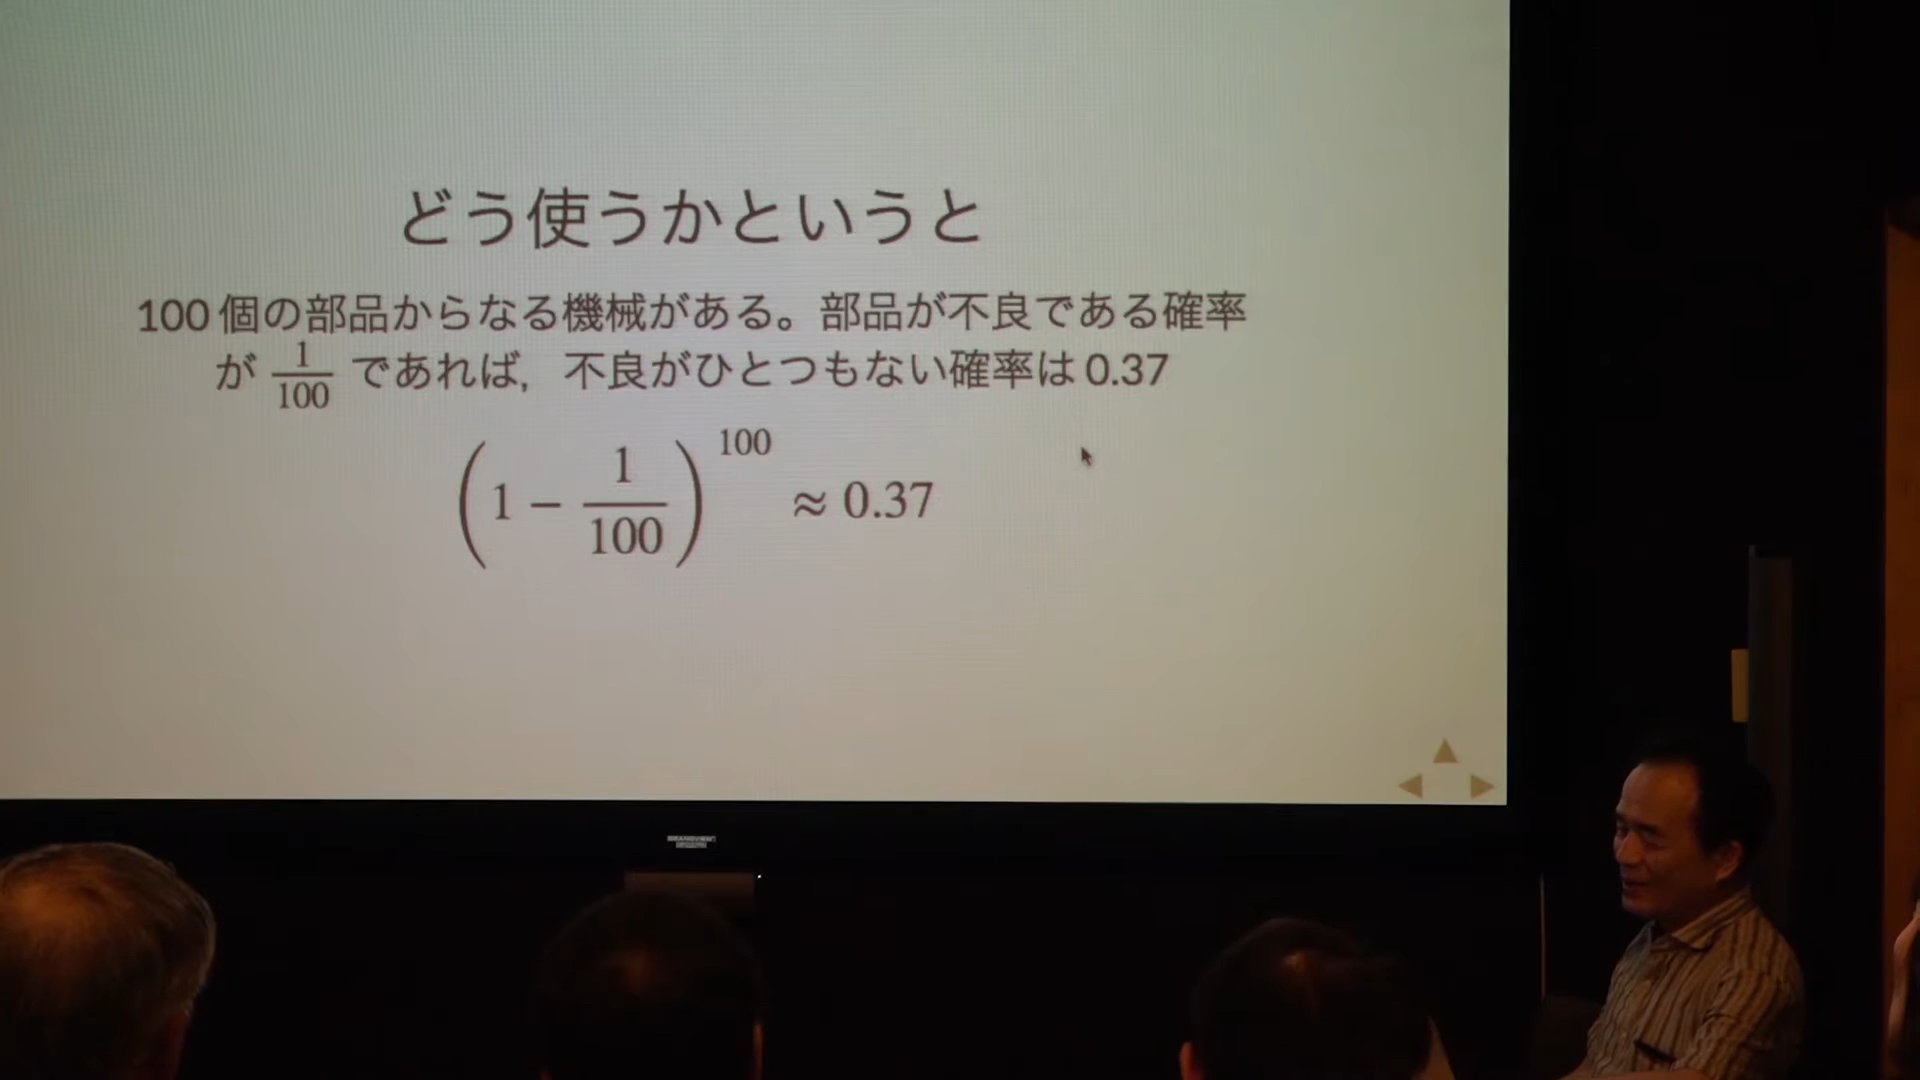 どう使うかというと
100個の部品からなる機械がある。部品が不良である確率
が 1/100 であれば，不良がひとつもない確率は 0.37
(1 − 1/100)^100 ≈ 0.37